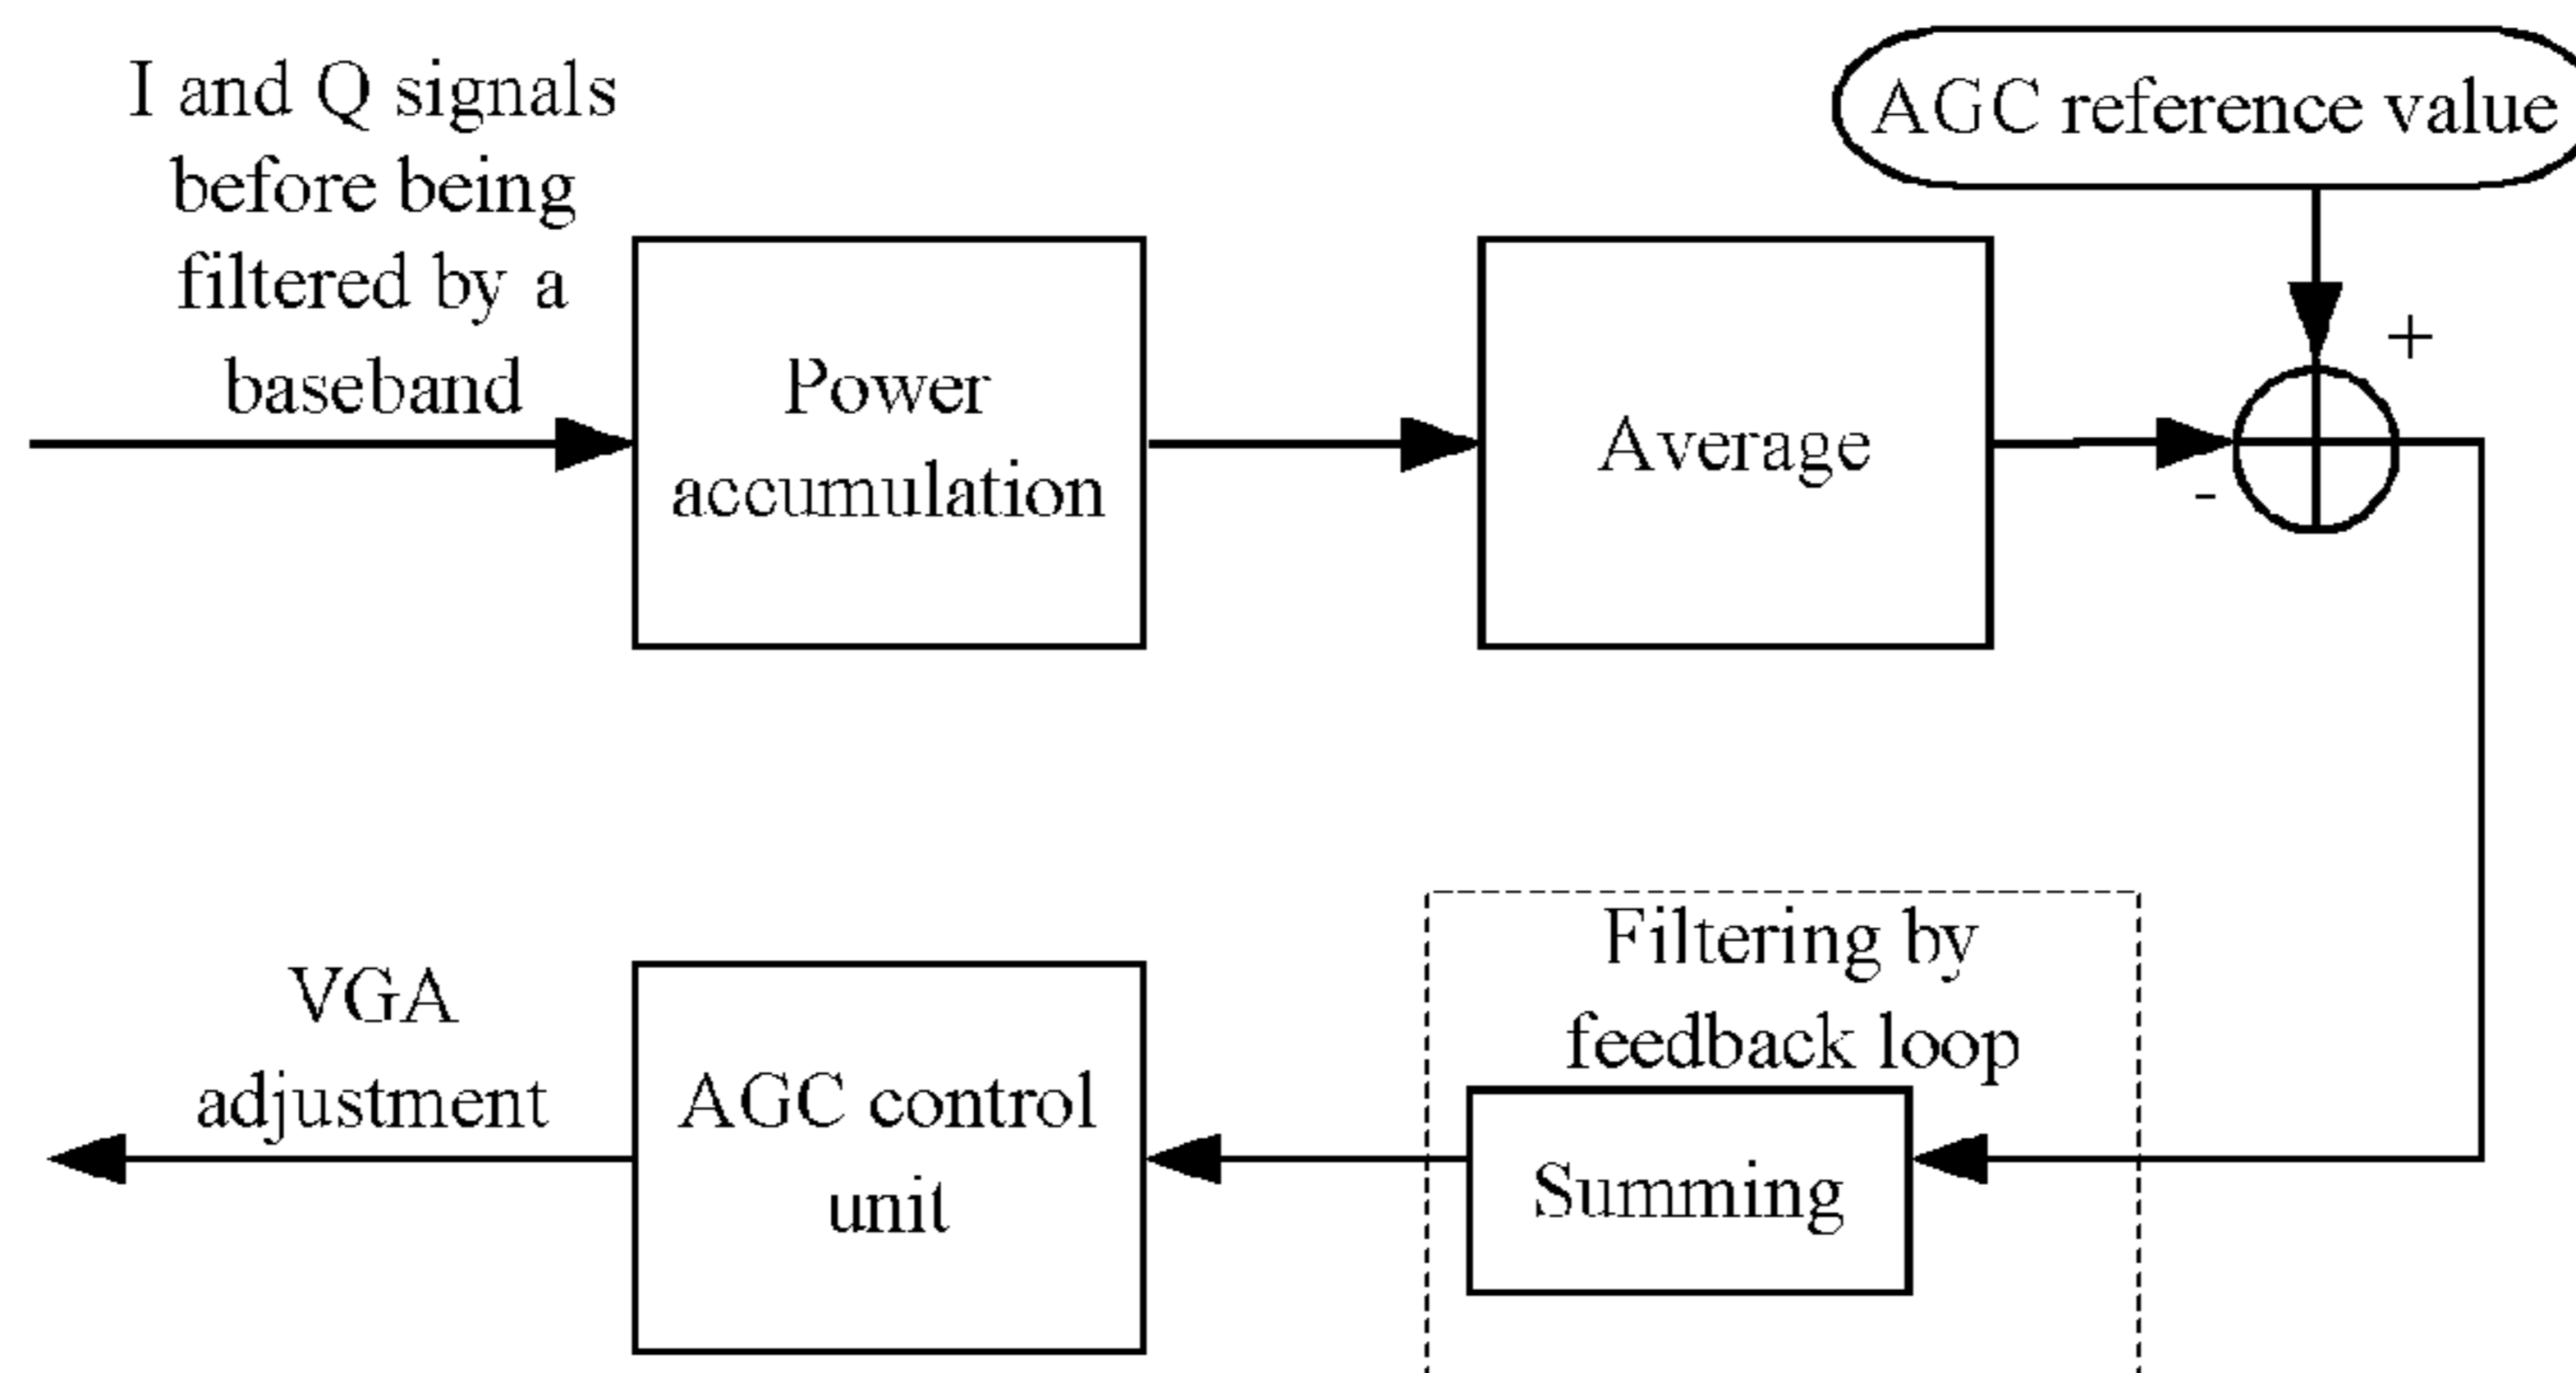 I and Q signals
before being
filtered by a
baseband
AGC reference value
+
Power
accumulation
Average
-
VGA
adjustment
AGC control
unit
Filtering by
feedback loop
Summing